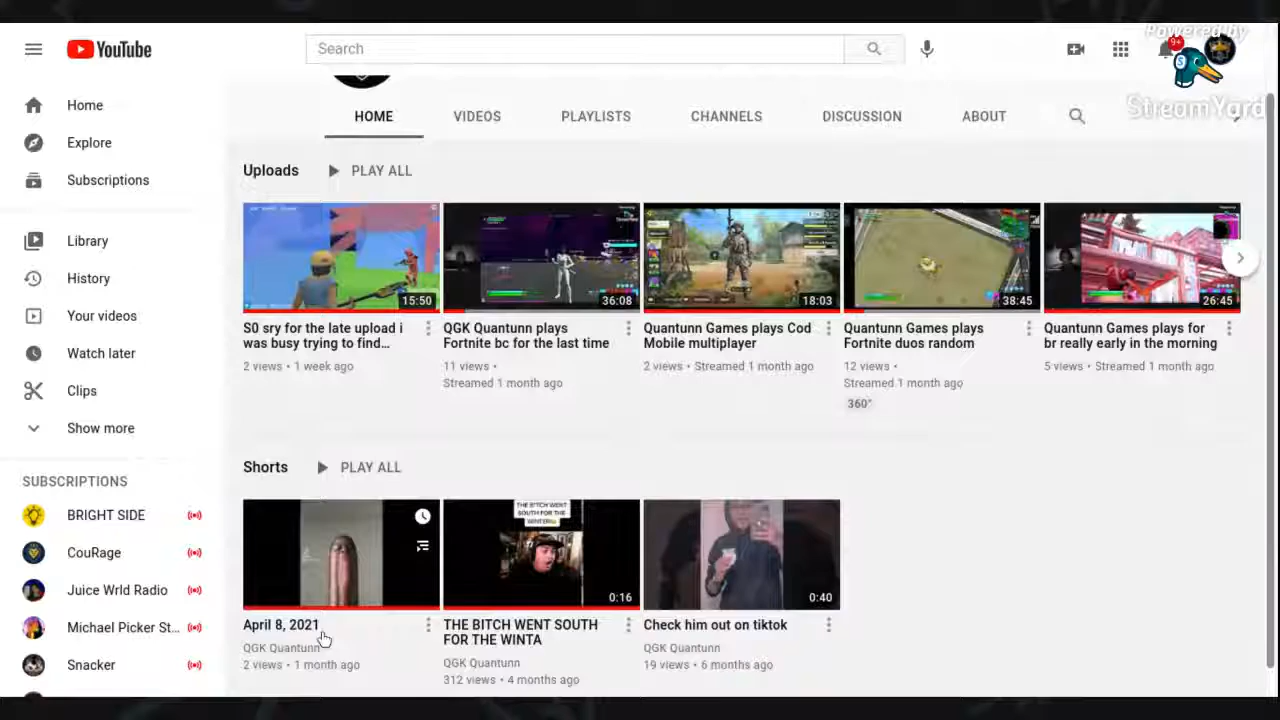 Powered by
StreamYard
YouTube
Search
9+
Home
Explore
Subscriptions
Library
History
Your videos
Watch later
Clips
Show more
SUBSCRIPTIONS
BRIGHT SIDE
CouRage
Juice Wrld Radio
Michael Picker St...
Snacker
HOME VIDEOS PLAYLISTS CHANNELS DISCUSSION ABOUT
Uploads PLAY ALL
15:50
S0 sry for the late upload i
was busy trying to find...
2 views • 1 week ago
36:08
QGK Quantunn plays
Fortnite bc for the last time
11 views •
Streamed 1 month ago
18:03
Quantunn Games plays Cod
Mobile multiplayer
2 views • Streamed 1 month ago
38:45
Quantunn Games plays
Fortnite duos random
12 views •
Streamed 1 month ago
360°
26:45
Quantunn Games plays for
br really early in the morning
5 views • Streamed 1 month ago
Shorts PLAY ALL
April 8, 2021
QGK Quantunn
2 views • 1 month ago
THE B!TCH WENT
SOUTH FOR THE
WINTER
0:16
THE BITCH WENT SOUTH
FOR THE WINTA
QGK Quantunn
312 views • 4 months ago
0:40
Check him out on tiktok
QGK Quantunn
19 views • 6 months ago